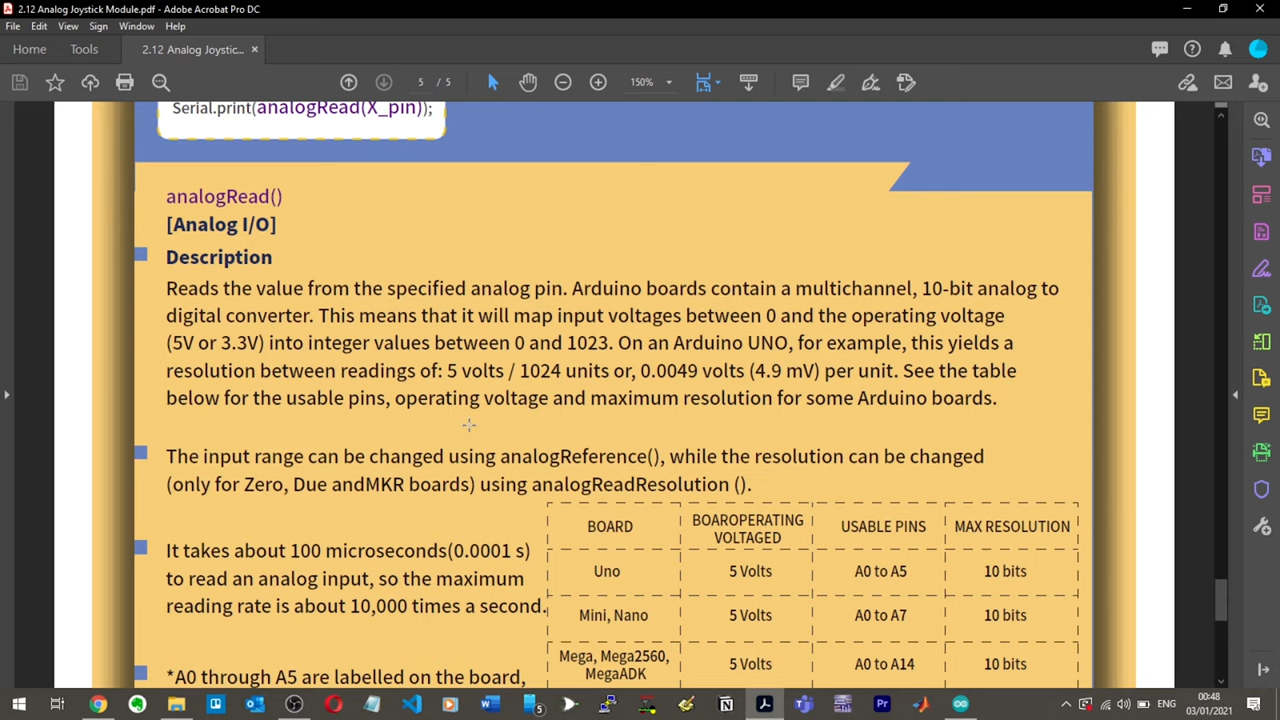 2.12 Analog Joystick Module.pdf - Adobe Acrobat Pro DC
File Edit View Sign Window Help
Home Tools 2.12 Analog Joystic... ×
5 / 5 150%
Serial.print(analogRead(X_pin));
analogRead()
[Analog I/O]
Description
Reads the value from the specified analog pin. Arduino boards contain a multichannel, 10-bit analog to
digital converter. This means that it will map input voltages between 0 and the operating voltage
(5V or 3.3V) into integer values between 0 and 1023. On an Arduino UNO, for example, this yields a
resolution between readings of: 5 volts / 1024 units or, 0.0049 volts (4.9 mV) per unit. See the table
below for the usable pins, operating voltage and maximum resolution for some Arduino boards.
The input range can be changed using analogReference(), while the resolution can be changed
(only for Zero, Due andMKR boards) using analogReadResolution ().
It takes about 100 microseconds(0.0001 s)
to read an analog input, so the maximum
reading rate is about 10,000 times a second.
*A0 through A5 are labelled on the board,
BOARD BOAROPERATING VOLTAGED USABLE PINS MAX RESOLUTION
Uno 5 Volts A0 to A5 10 bits
Mini, Nano 5 Volts A0 to A7 10 bits
Mega, Mega2560, MegaADK 5 Volts A0 to A14 10 bits
5
Pr
ENG
00:48
03/01/2021